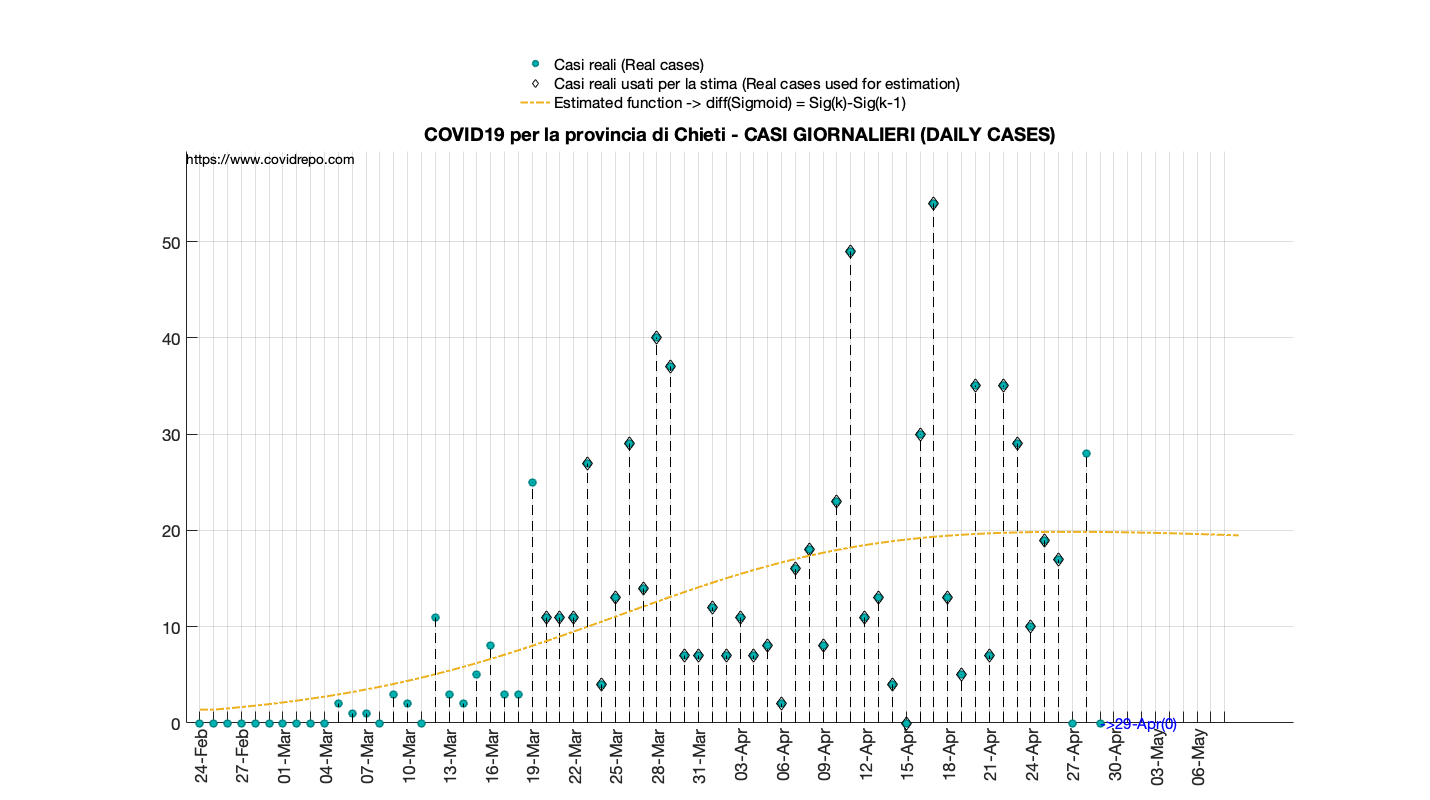 Casi reali (Real cases)
Casi reali usati per la stima (Real cases used for estimation)
Estimated function -> diff(Sigmoid) = Sig(k)-Sig(k-1)
COVID19 per la provincia di Chieti - CASI GIORNALIERI (DAILY CASES)
https://www.covidrepo.com
50
40
30
20
10
0
->29-Apr(0)
24-Feb
27-Feb
01-Mar
04-Mar
07-Mar
10-Mar
13-Mar
16-Mar
19-Mar
22-Mar
25-Mar
28-Mar
31-Mar
03-Apr
06-Apr
09-Apr
12-Apr
15-Apr
18-Apr
21-Apr
24-Apr
27-Apr
30-Apr
03-May
06-May